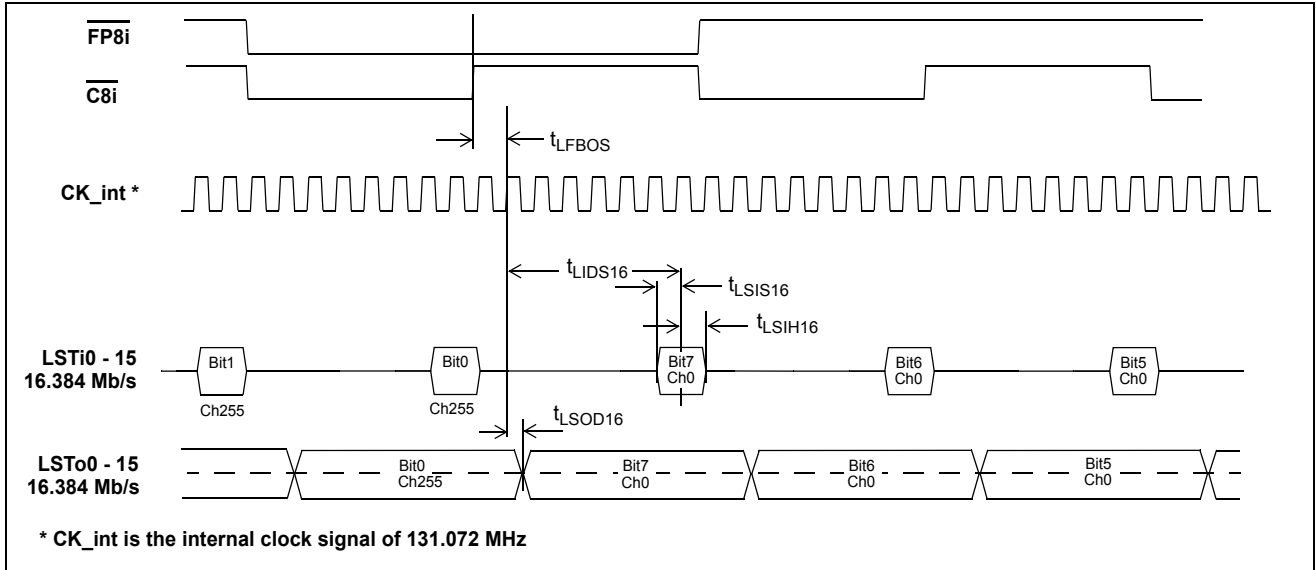 FP8i
C8i
tLFBOS
CK_int *
tLIDS16
tLSIS16
tLSIH16
LSTi0 - 15
16.384 Mb/s
Bit1
Ch255
Bit0
Ch255
Bit7
Ch0
Bit6
Ch0
Bit5
Ch0
tLSOD16
LSTo0 - 15
16.384 Mb/s
Bit0
Ch255
Bit7
Ch0
Bit6
Ch0
Bit5
Ch0
* CK_int is the internal clock signal of 131.072 MHz